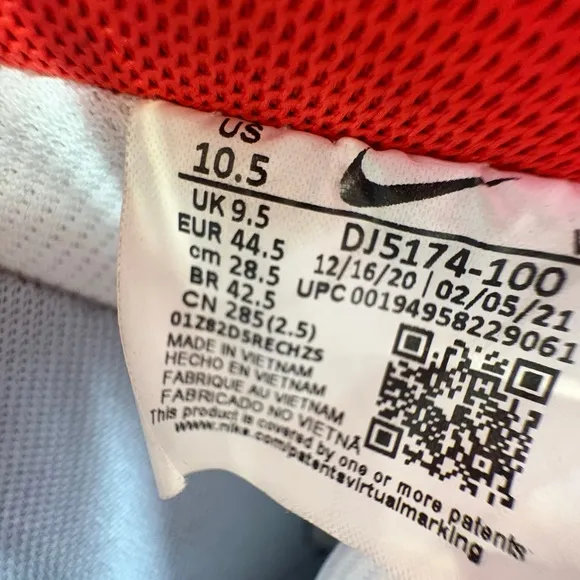 US
10.5
UK 9.5
EUR 44.5
cm 28.5
BR 42.5
CN 285(2.5)
01Z82DSRECHZS
MADE IN VIETNAM
HECHO EN VIETNAM
FABRIQUE AU VIETNAM
FABRICADO NO VIETNÃ
This product is covered by one or more patents
www.nike.com/patentsvirtualmarking
DJ5174-100
12/16/20 | 02/05/21
UPC 00194958229061